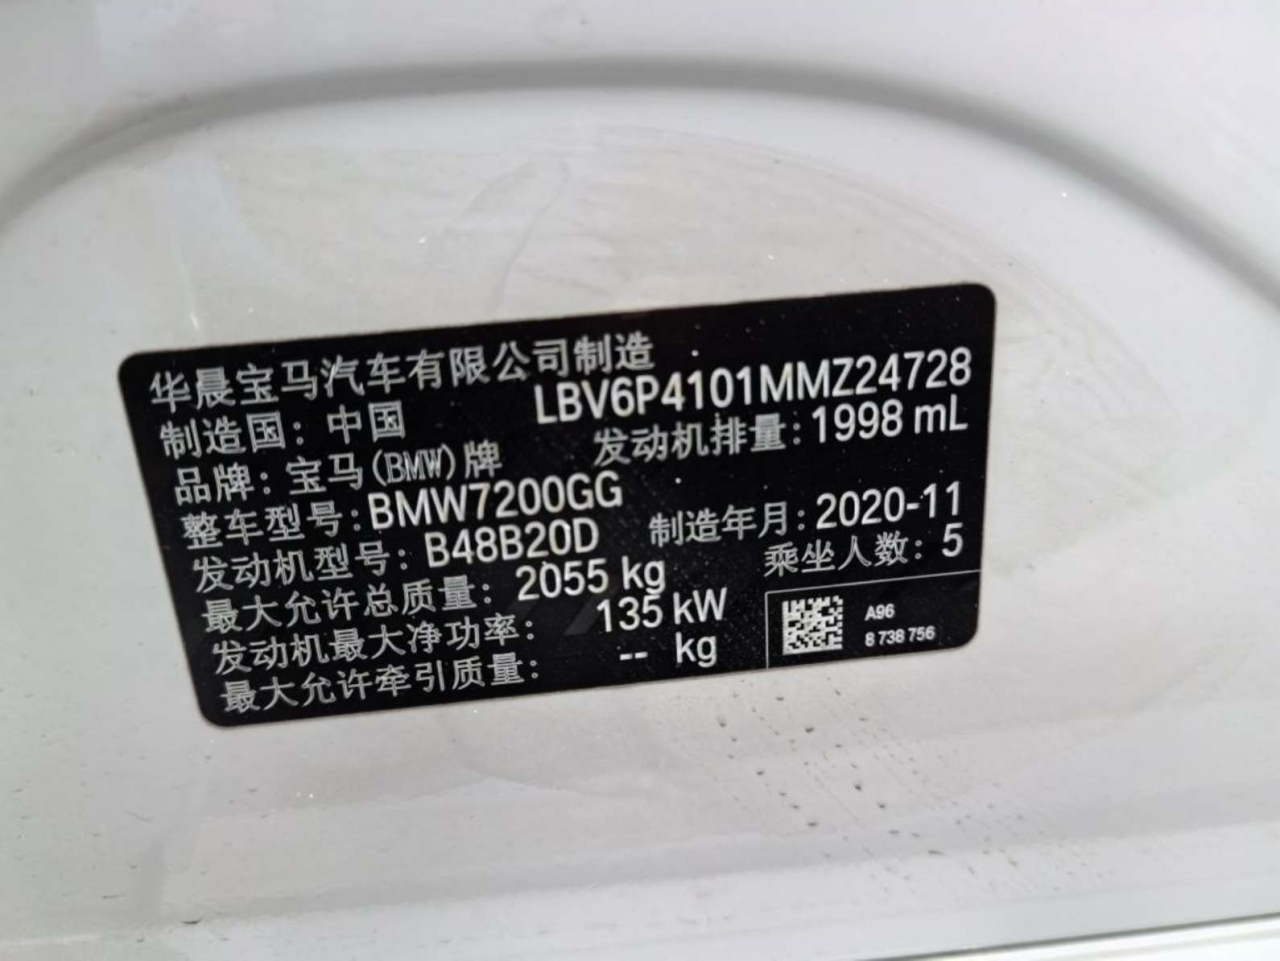 华晨宝马汽车有限公司制造
LBV6P4101MMZ24728
制造国：中国
发动机排量：1998 mL
品牌：宝马(BMW)牌
整车型号：BMW7200GG
制造年月：2020-11
发动机型号：B48B20D
乘坐人数：5
最大允许总质量：2055 kg
发动机最大净功率：135 kW
最大允许牵引质量：-- kg
A96
8 738 756